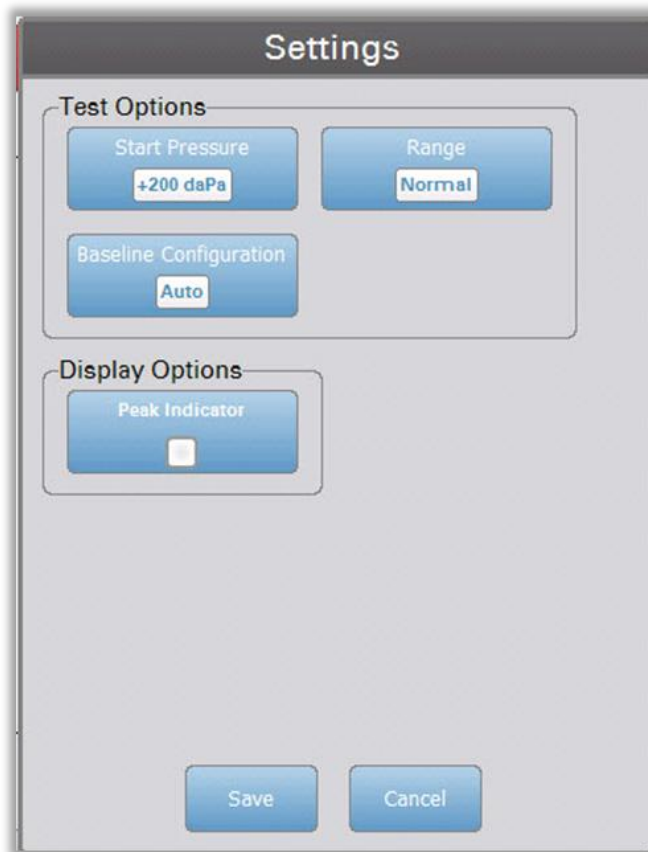 Settings
Test Options
Start Pressure
+200 daPa
Range
Normal
Baseline Configuration
Auto
Display Options
Peak Indicator
Save
Cancel